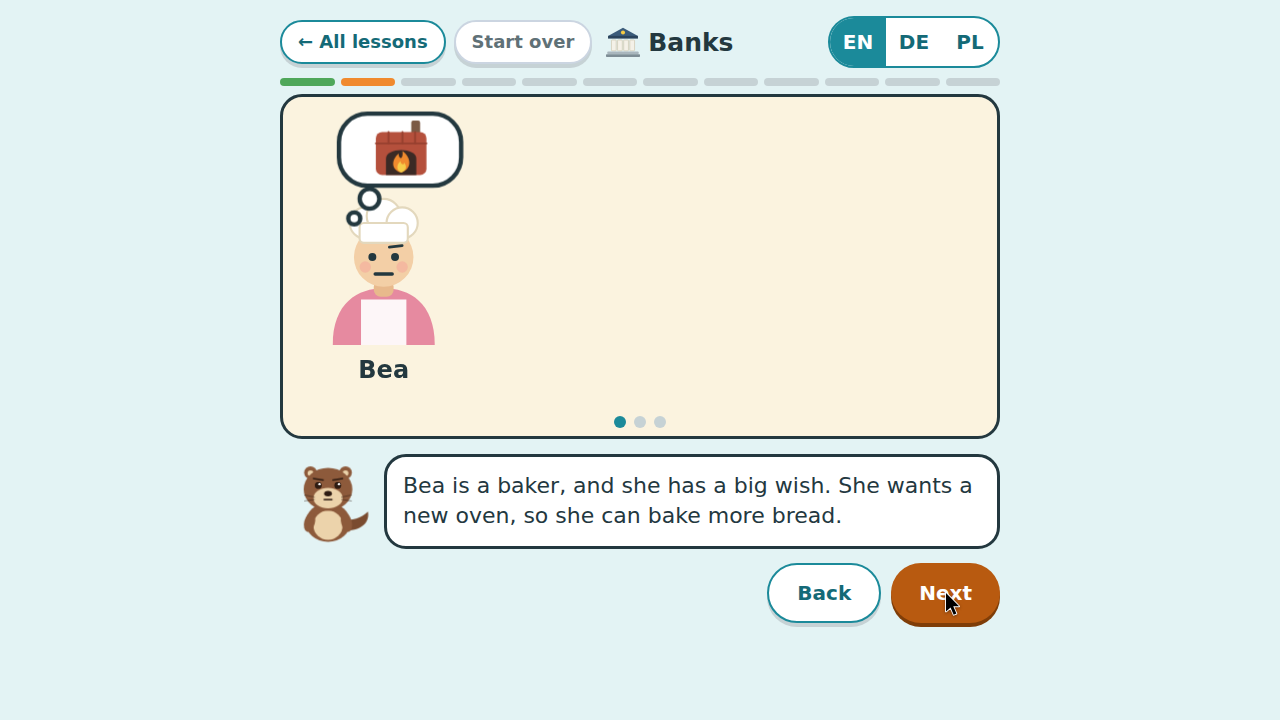 ← All lessons
Start over
Banks
EN
DE
PL
Bea
Bea is a baker, and she has a big wish. She wants a
new oven, so she can bake more bread.
Back
Next